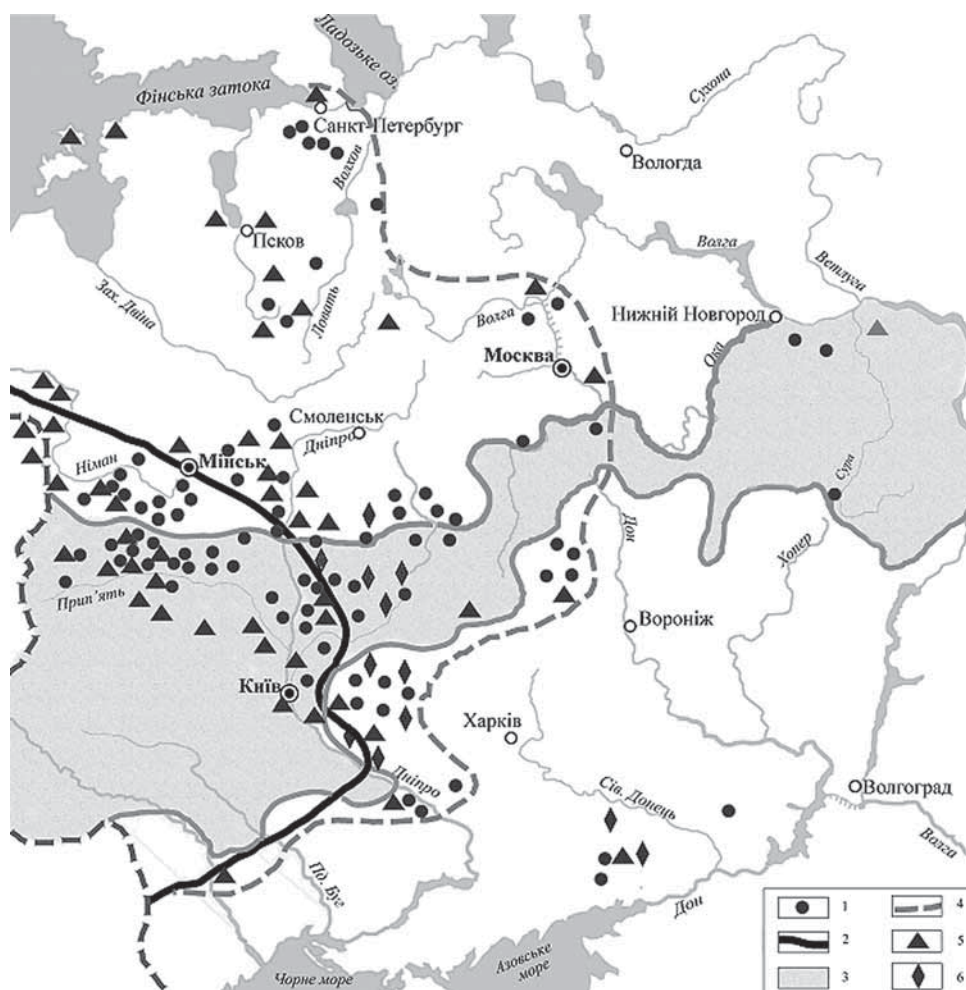 Ладозьке оз.
Фінська затока
Сухона
Санкт-Петербург
Волхов
Вологда
Псков
Волга
Ветлуга
Зах. Двіна
Ловать
Волга
Нижній Новгород
Ока
Москва
Смоленськ
Дніпро
Мінськ
Німан
Сура
Дон
Хопер
Прип'ять
Вороніж
Київ
Харків
Дніпро
Сів. Донець
Волгоград
Волга
Пд. Буг
Дон
Азовське
море
Чорне море
1
4
2
5
3
6